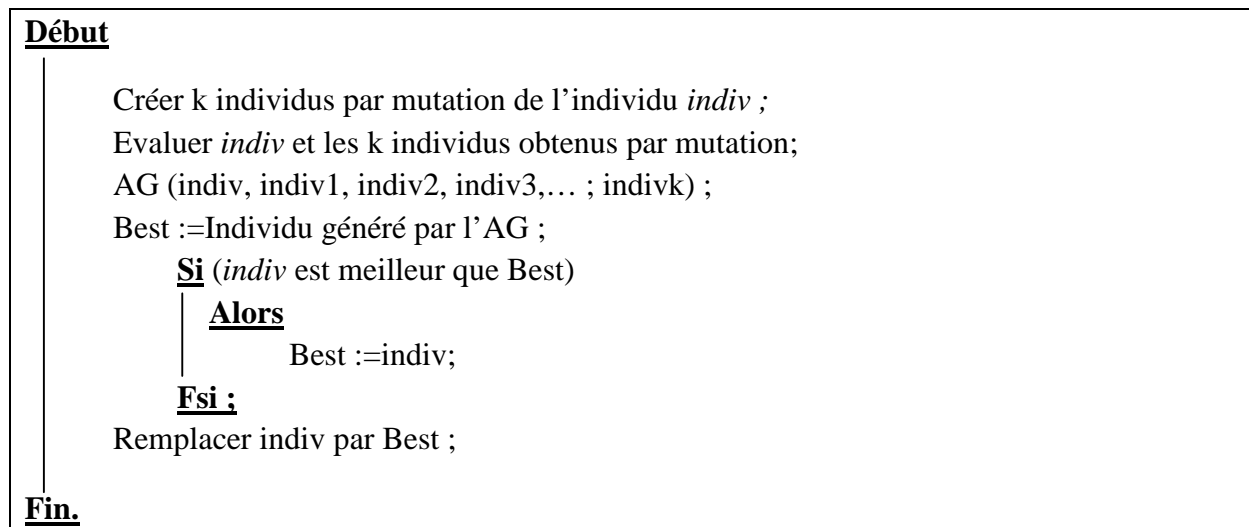 Début
Créer k individus par mutation de l’individu indiv ;
Evaluer indiv et les k individus obtenus par mutation;
AG (indiv, indiv1, indiv2, indiv3,… ; indivk) ;
Best :=Individu généré par l’AG ;
Si (indiv est meilleur que Best)
Alors
Best :=indiv;
Fsi ;
Remplacer indiv par Best ;
Fin.